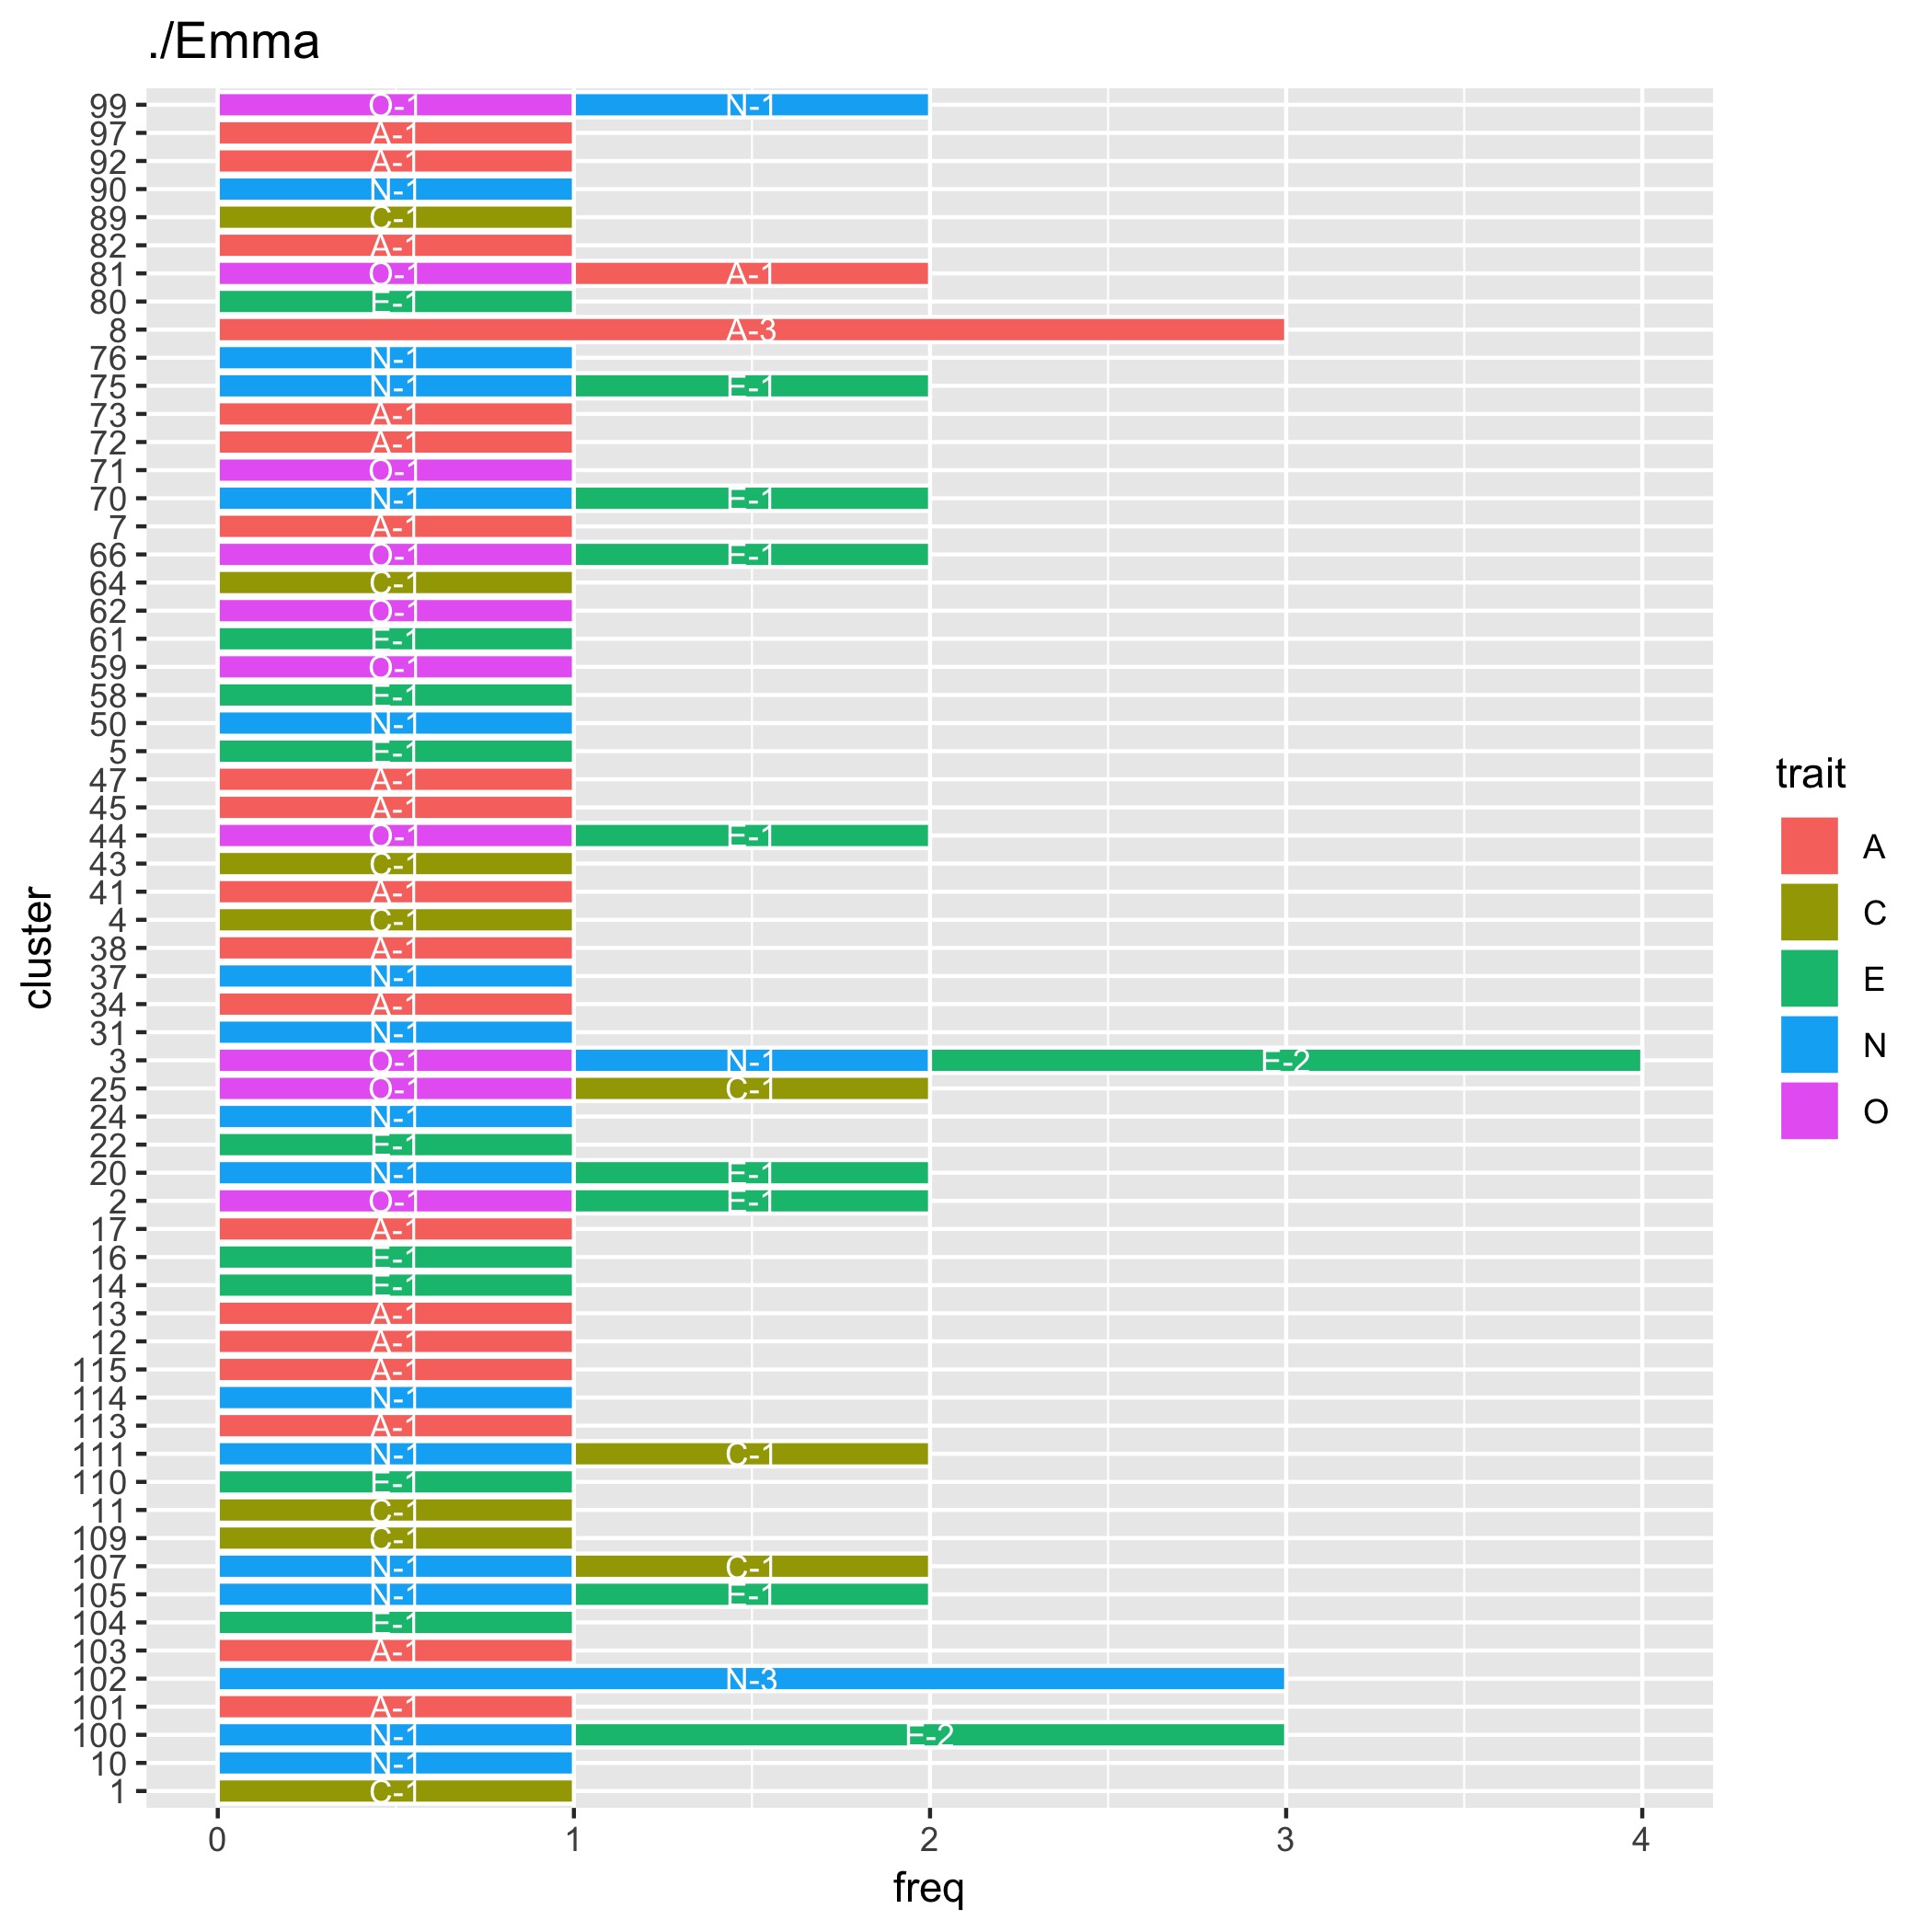 ./Emma
99 O-1 N-1
97 A-1
92 A-1
90 N-1
89 C-1
82 A-1
81 O-1 A-1
80 E-1
8 A-3
76 N-1
75 N-1 E-1
73 A-1
72 A-1
71 O-1
70 N-1 E-1
7 A-1
66 O-1 E-1
64 C-1
62 O-1
61 E-1
59 O-1
58 E-1
50 N-1
5 E-1
47 A-1
45 A-1
44 O-1 E-1
43 C-1
41 A-1
4 C-1
38 A-1
37 N-1
34 A-1
31 N-1
3 O-1 N-1 E-2
25 O-1 C-1
24 N-1
22 E-1
20 N-1 E-1
2 O-1 E-1
17 A-1
16 E-1
14 E-1
13 A-1
12 A-1
115 A-1
114 N-1
113 A-1
111 N-1 C-1
110 E-1
11 C-1
109 C-1
107 N-1 C-1
105 N-1 E-1
104 E-1
103 A-1
102 N-3
101 A-1
100 N-1 E-2
10 N-1
1 C-1
0 1 2 3 4
freq
cluster
trait
A
C
E
N
O